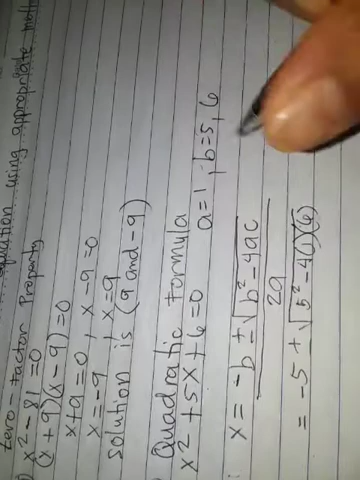 equation using appropriate
zero-Factor Property
x² - 81 = 0
(x + 9)(x - 9) = 0
x + 9 = 0 , x - 9 = 0
x = -9 , x = 9
solution is (9 and -9)
Quadratic Formula
x² + 5x + 6 = 0 a = 1 , b = 5, 6
x = -b ± √b² - 4ac
2a
= -5 ± √5² - 4(1)(6)